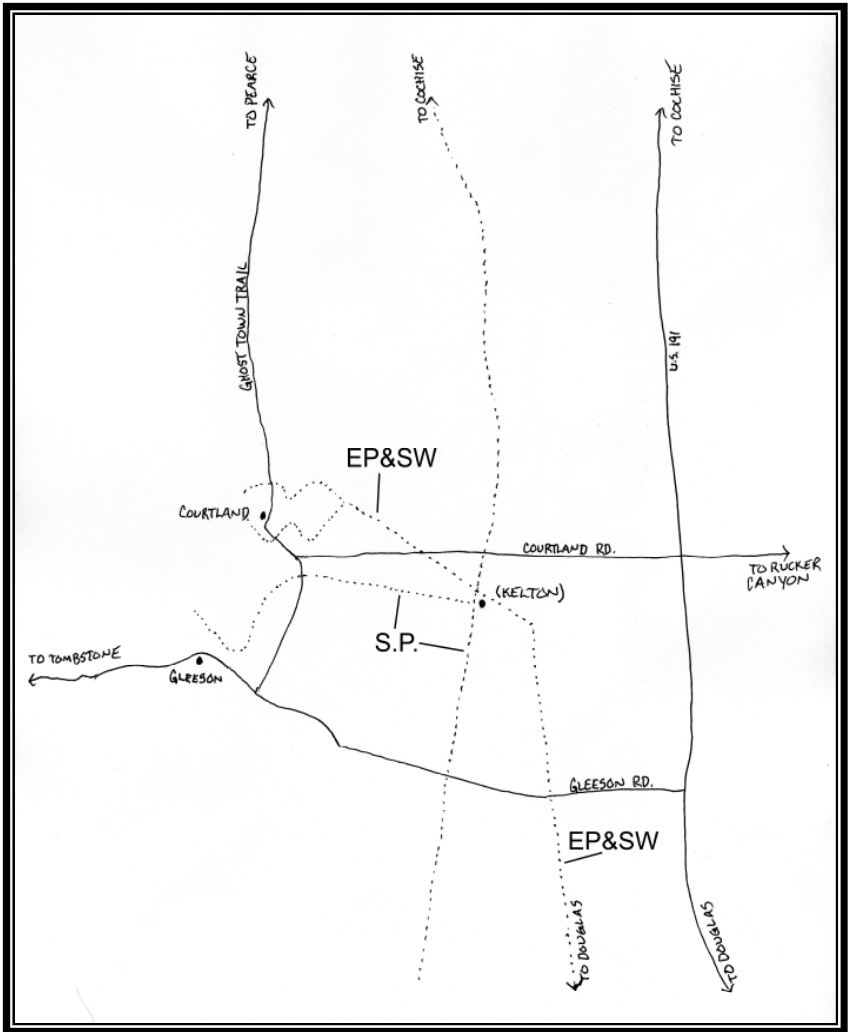 TO PEARCE
TO COCHISE
TO COCHISE
GHOST TOWN TRAIL
U.S. 191
EP&SW
COURTLAND
COURTLAND RD.
TO RUCKER
CANYON
(KELTON)
S.P.
TO TOMBSTONE
GLEESON
GLEESON RD.
EP&SW
TO DOUGLAS
TO DOUGLAS